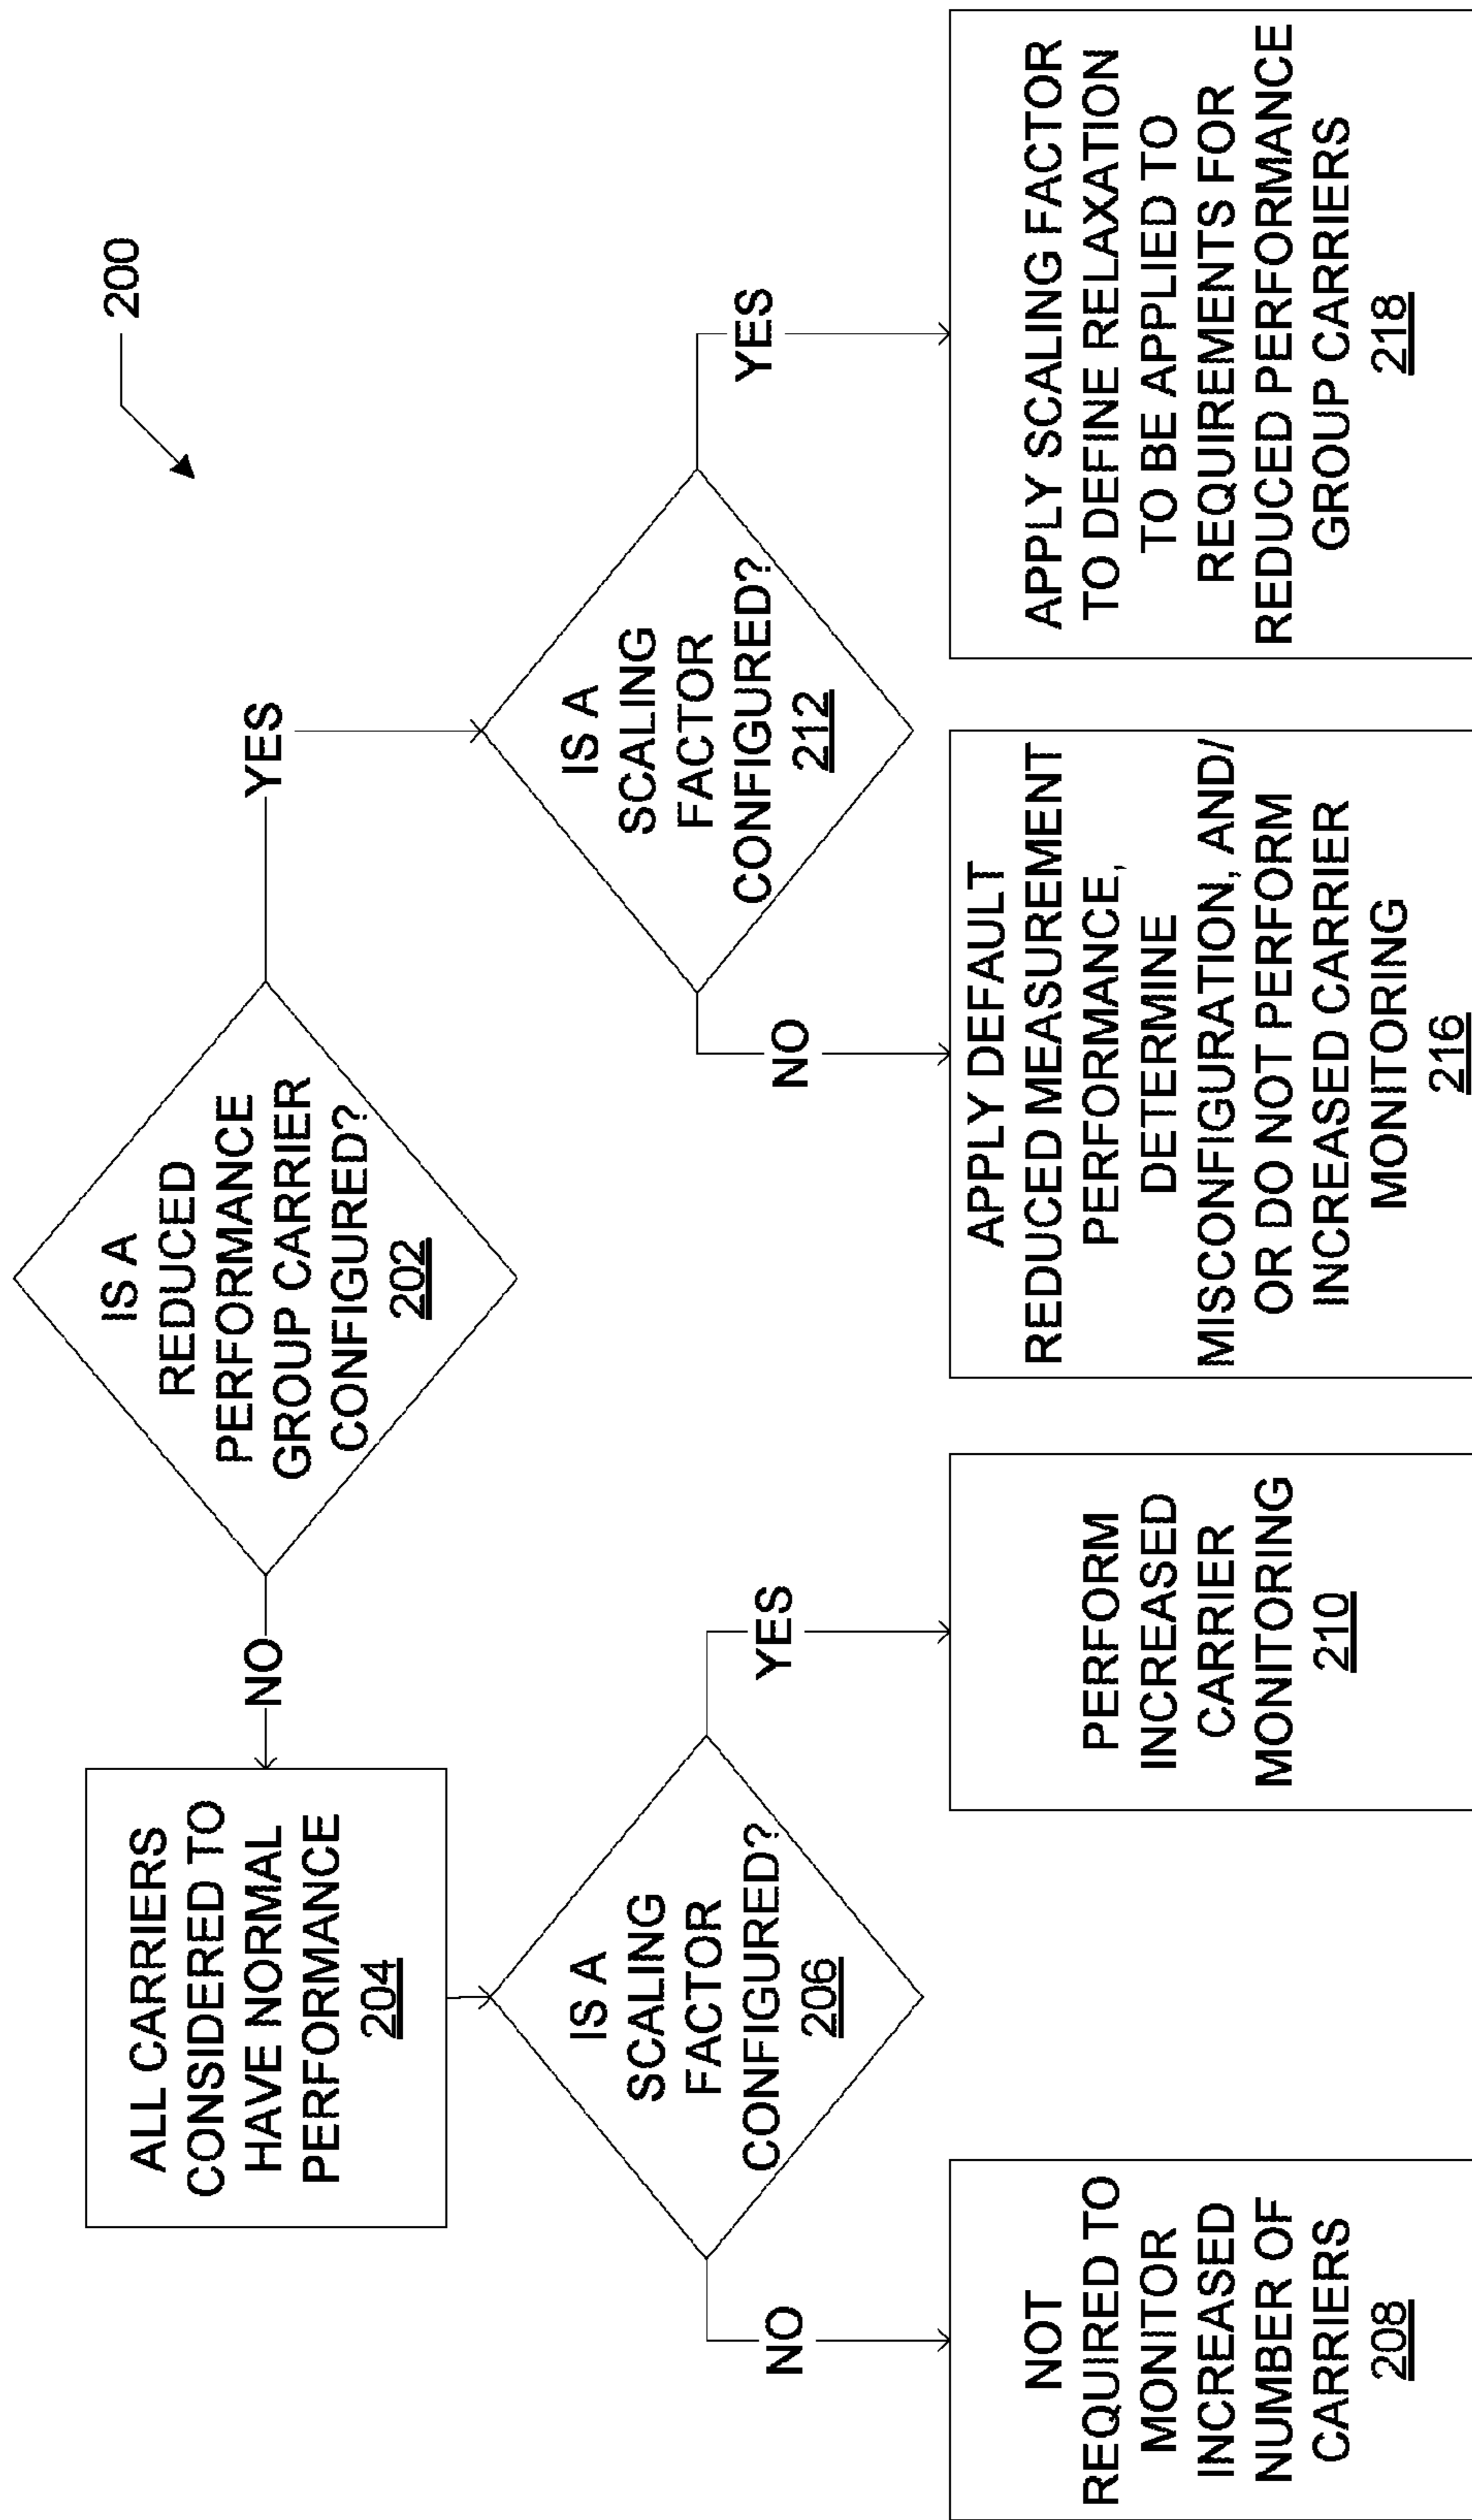 200
IS A
REDUCED
PERFORMANCE
GROUP CARRIER
CONFIGURED?
202
NO
YES
ALL CARRIERS
CONSIDERED TO
HAVE NORMAL
PERFORMANCE
204
IS A
SCALING
FACTOR
CONFIGURED?
206
NO
YES
IS A
SCALING
FACTOR
CONFIGURED?
212
NO
YES
NOT
REQUIRED TO
MONITOR
INCREASED
NUMBER OF
CARRIERS
208
PERFORM
INCREASED
CARRIER
MONITORING
210
APPLY DEFAULT
REDUCED MEASUREMENT
PERFORMANCE,
DETERMINE
MISCONFIGURATION, AND/
OR DO NOT PERFORM
INCREASED CARRIER
MONITORING
216
APPLY SCALING FACTOR
TO DEFINE RELAXATION
TO BE APPLIED TO
REQUIREMENTS FOR
REDUCED PERFORMANCE
GROUP CARRIERS
218